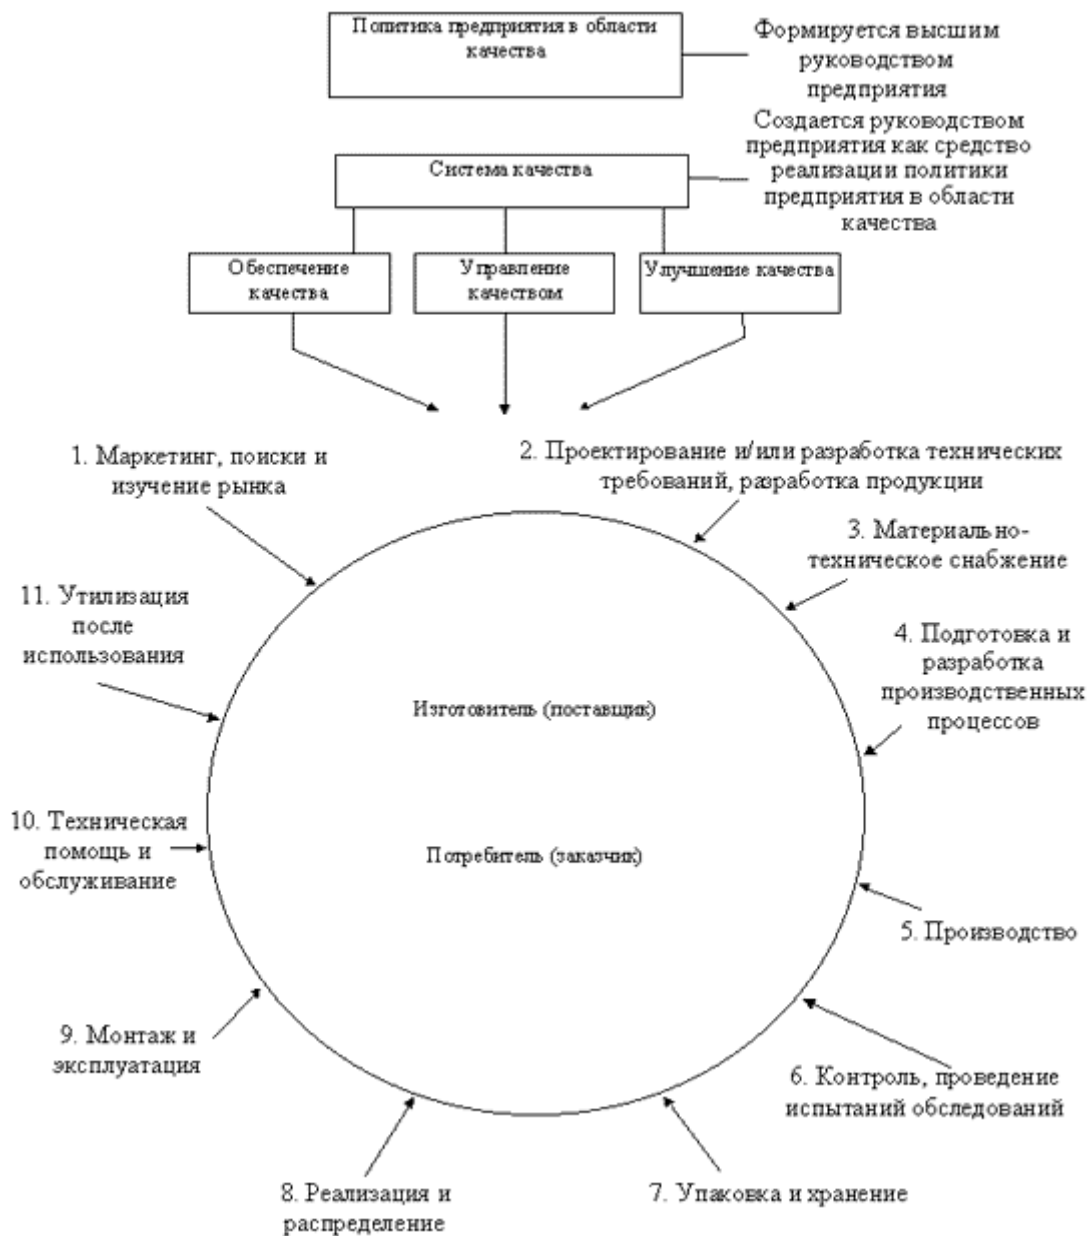 Политика предприятия в области
качества
Формируется высшим
руководством
предприятия
Создается руководством
предприятия как средство
реализации политики
предприятия в области
качества
Система качества
Обеспечение
качества
Управление
качеством
Улучшение качества
1. Маркетинг, поиски и
изучение рынка
2. Проектирование и/или разработка технических
требований, разработка продукции
3. Материально-
техническое снабжение
11. Утилизация
после
использования
4. Подготовка и
разработка
производственных
процессов
Изготовитель (поставщик)
10. Техническая
помощь и
обслуживание
Потребитель (заказчик)
5. Производство
9. Монтаж и
эксплуатация
6. Контроль, проведение
испытаний обследований
8. Реализация и
распределение
7. Упаковка и хранение